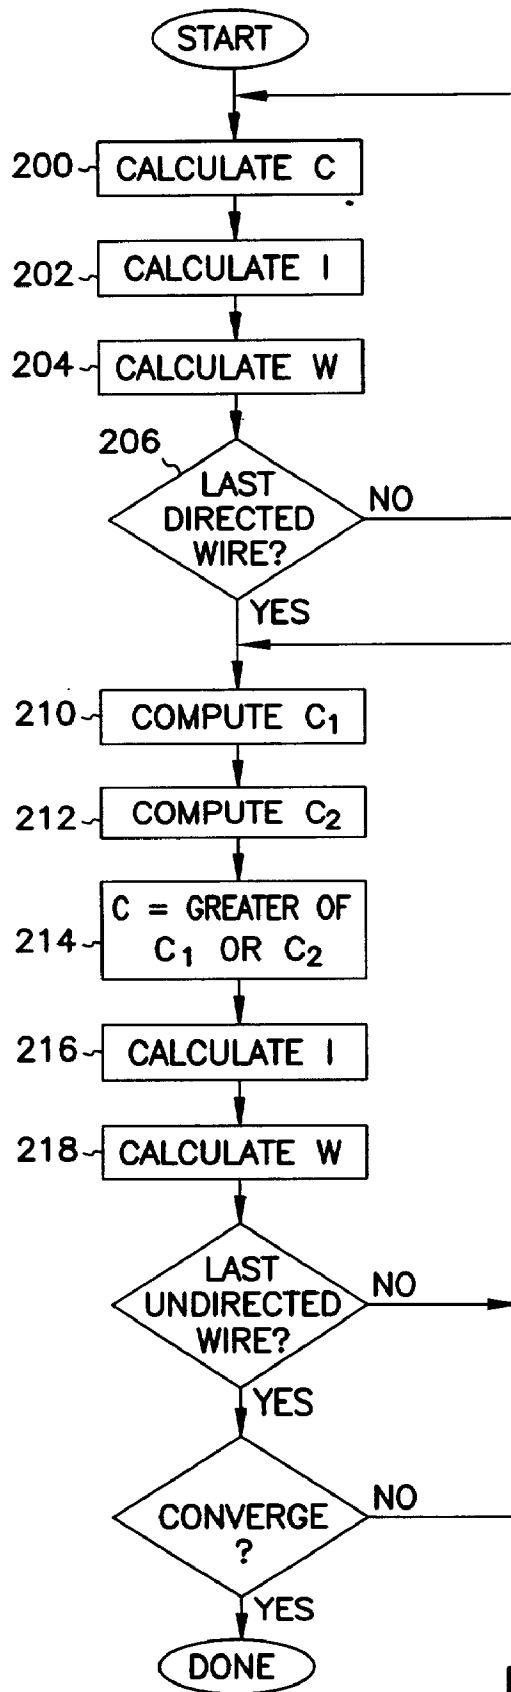 START
200 CALCULATE C
202 CALCULATE I
204 CALCULATE W
206
LAST
DIRECTED
WIRE?
NO
YES
210 COMPUTE C₁
212 COMPUTE C₂
C = GREATER OF
214 C₁ OR C₂
216 CALCULATE I
218 CALCULATE W
LAST
UNDIRECTED
WIRE?
NO
YES
CONVERGE
?
NO
YES
DONE